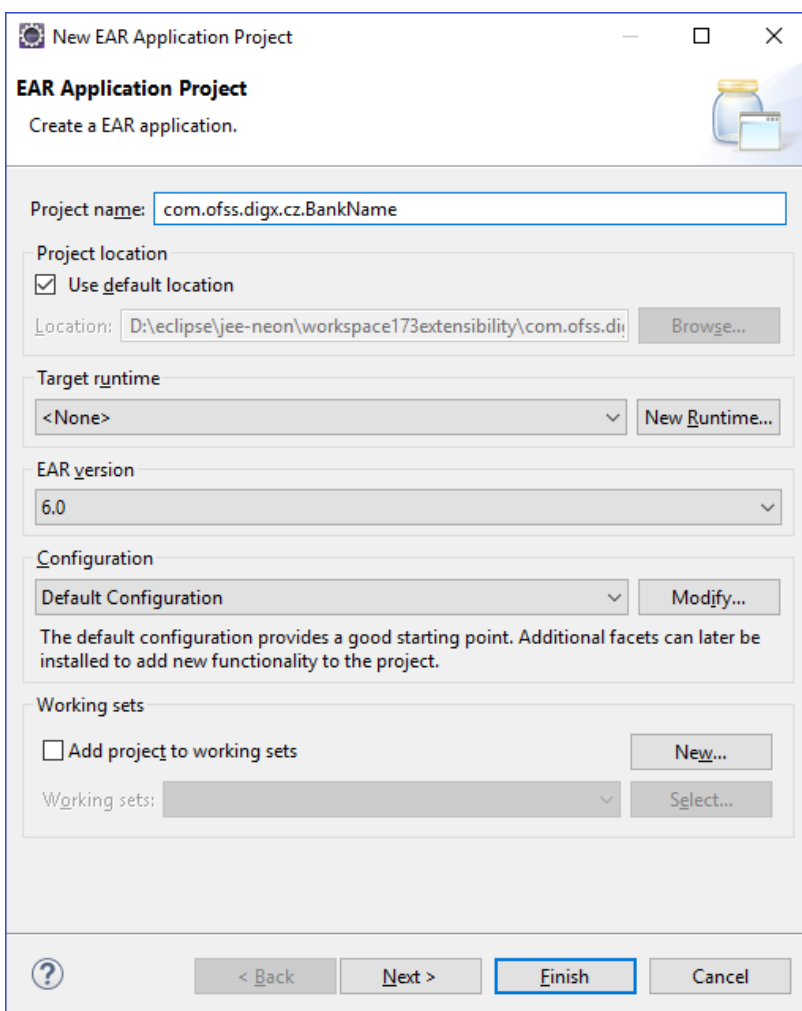 New EAR Application Project
EAR Application Project
Create a EAR application.
Project name: com.ofss.digx.cz.BankName
Project location
Use default location
Location: D:\eclipse\jee-neon\workspace173extensibility\com.ofss.dig Browse...
Target runtime
<None> New Runtime...
EAR version
6.0
Configuration
Default Configuration Modify...
The default configuration provides a good starting point. Additional facets can later be
installed to add new functionality to the project.
Working sets
Add project to working sets New...
Working sets: Select...
? < Back Next > Finish Cancel